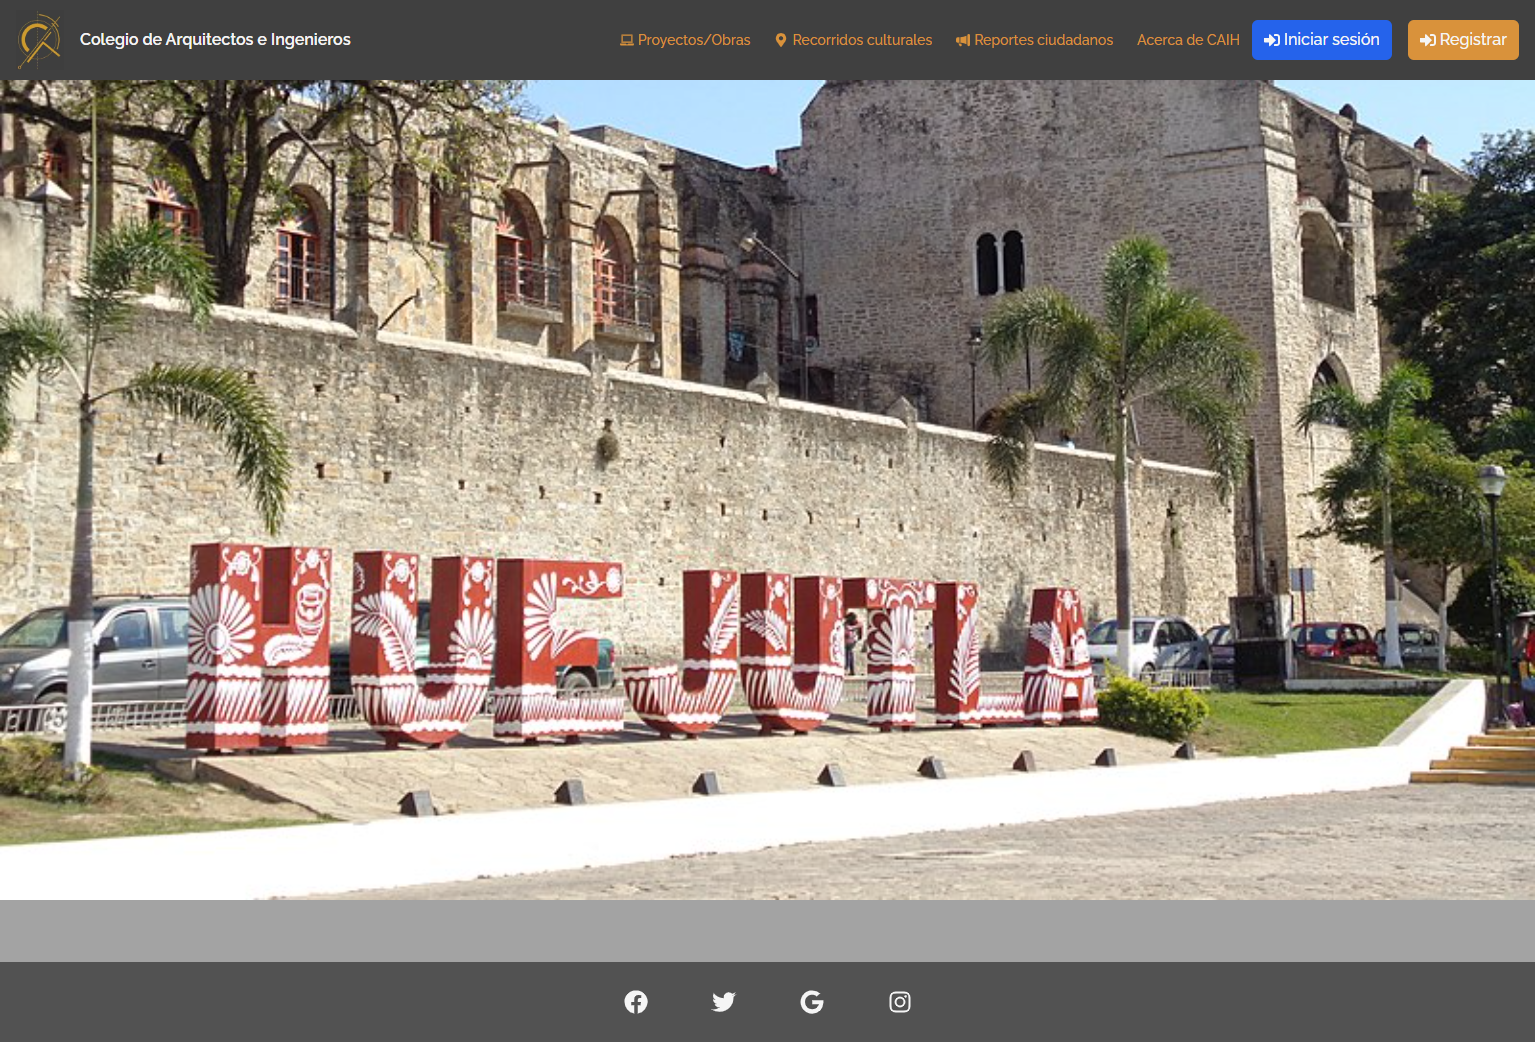 Colegio de Arquitectos e Ingenieros
Proyectos/Obras
Recorridos culturales
Reportes ciudadanos
Acerca de CAIH
Iniciar sesión
Registrar
HUEJUTLA